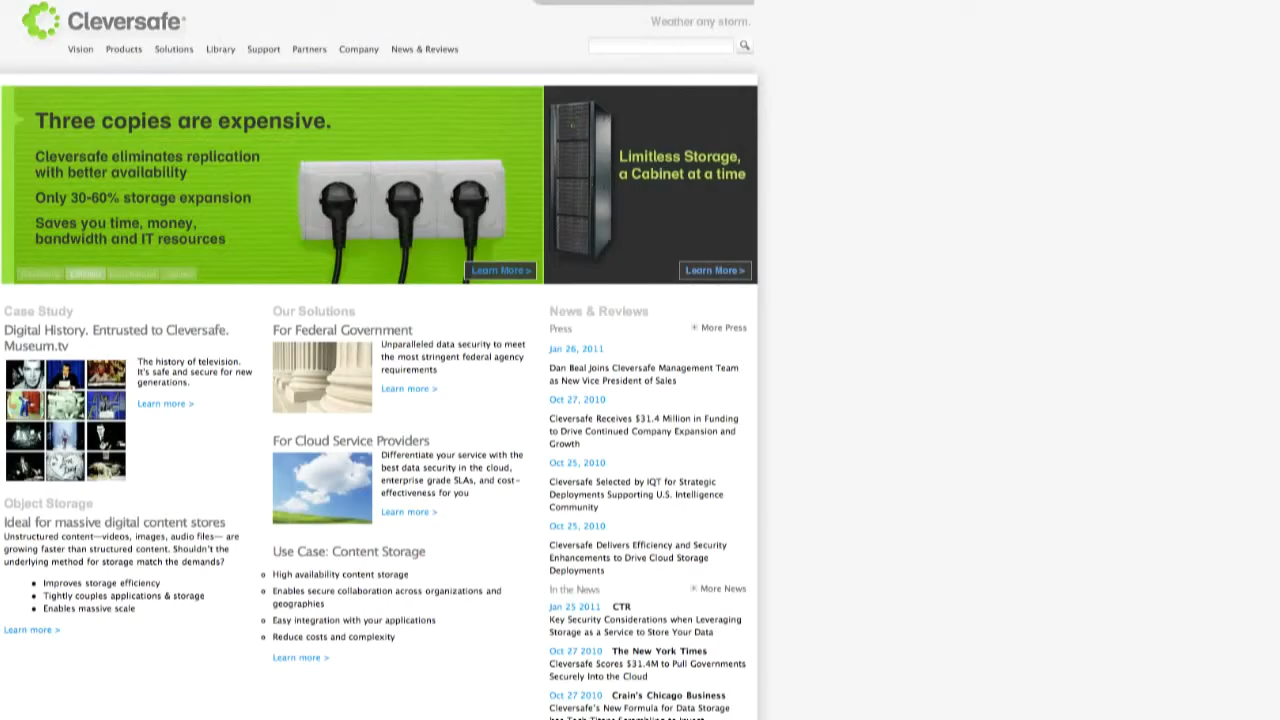 Cleversafe
Weather any storm.
Vision Products Solutions Library Support Partners Company News & Reviews
Three copies are expensive.
Cleversafe eliminates replication
with better availability
Only 30-60% storage expansion
Saves you time, money,
bandwidth and IT resources
Learn More >
Limitless Storage,
a Cabinet at a time
Learn More >
Case Study
Digital History. Entrusted to Cleversafe.
Museum.tv
The history of television.
It's safe and secure for new
generations.
Learn more >
Object Storage
Ideal for massive digital content stores
Unstructured content—videos, images, audio files— are
growing faster than structured content. Shouldn't the
underlying method for storage match the demands?
Improves storage efficiency
Tightly couples applications & storage
Enables massive scale
Learn more >
Our Solutions
For Federal Government
Unparalleled data security to meet
the most stringent federal agency
requirements
Learn more >
For Cloud Service Providers
Differentiate your service with the
best data security in the cloud,
enterprise grade SLAs, and cost-
effectiveness for you
Learn more >
Use Case: Content Storage
High availability content storage
Enables secure collaboration across organizations and
geographies
Easy integration with your applications
Reduce costs and complexity
Learn more >
News & Reviews
Press More Press
Jan 26, 2011
Dan Beal Joins Cleversafe Management Team
as New Vice President of Sales
Oct 27, 2010
Cleversafe Receives $31.4 Million in Funding
to Drive Continued Company Expansion and
Growth
Oct 25, 2010
Cleversafe Selected by IQT for Strategic
Deployments Supporting U.S. Intelligence
Community
Oct 25, 2010
Cleversafe Delivers Efficiency and Security
Enhancements to Drive Cloud Storage
Deployments
In the News More News
Jan 25 2011 CTR
Key Security Considerations when Leveraging
Storage as a Service to Store Your Data
Oct 27 2010 The New York Times
Cleversafe Scores $31.4M to Pull Governments
Securely Into the Cloud
Oct 27 2010 Crain's Chicago Business
Cleversafe's New Formula for Data Storage